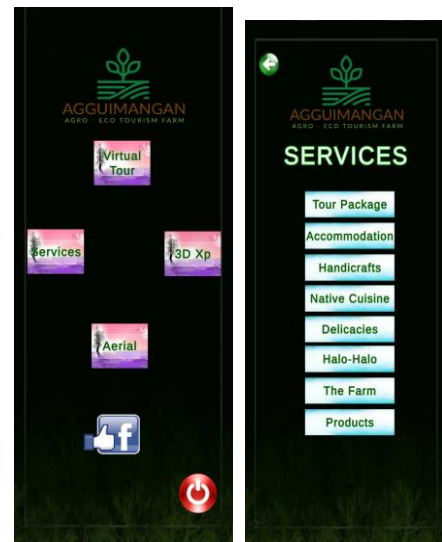 AGGUIMANGAN
AGRO - ECO TOURISM FARM
Virtual
Tour
Services
3D Xp
Aerial
f
AGGUIMANGAN
AGRO - ECO TOURISM FARM
SERVICES
Tour Package
Accommodation
Handicrafts
Native Cuisine
Delicacies
Halo-Halo
The Farm
Products